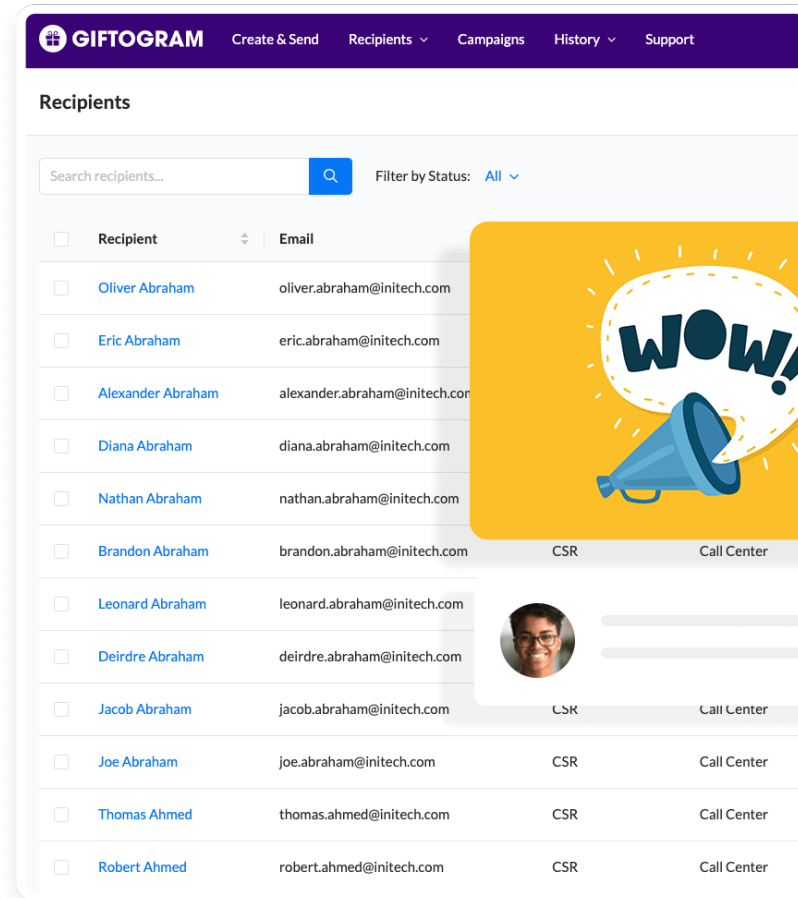 GIFTOGRAM Create & Send Recipients Campaigns History Support
Recipients
Search recipients... Filter by Status: All
Recipient Email
Oliver Abraham oliver.abraham@initech.com
WOW!
Eric Abraham eric.abraham@initech.com
Alexander Abraham alexander.abraham@initech.com
Diana Abraham diana.abraham@initech.com
Nathan Abraham nathan.abraham@initech.com
Brandon Abraham brandon.abraham@initech.com CSR Call Center
Leonard Abraham leonard.abraham@initech.com
Deirdre Abraham deirdre.abraham@initech.com
Jacob Abraham jacob.abraham@initech.com CSR Call Center
Joe Abraham joe.abraham@initech.com CSR Call Center
Thomas Ahmed thomas.ahmed@initech.com CSR Call Center
Robert Ahmed robert.ahmed@initech.com CSR Call Center